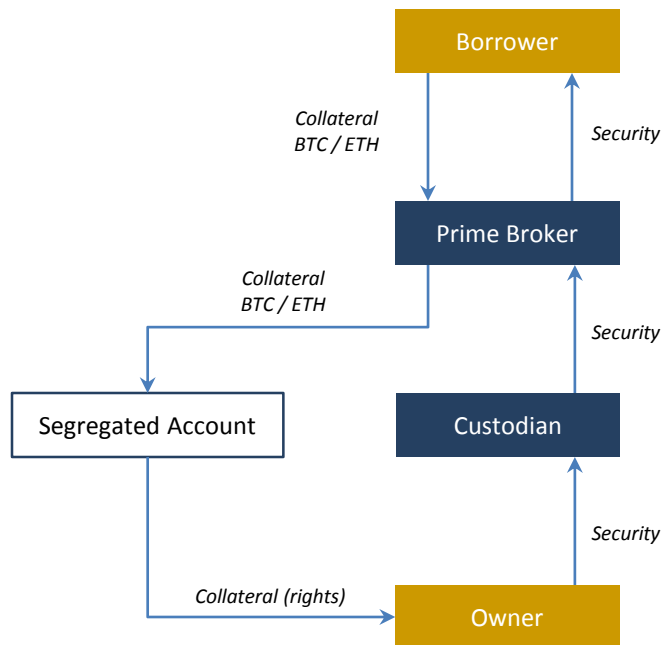 Borrower
Collateral
BTC / ETH
Security
Prime Broker
Collateral
BTC / ETH
Security
Segregated Account
Custodian
Security
Collateral (rights)
Owner